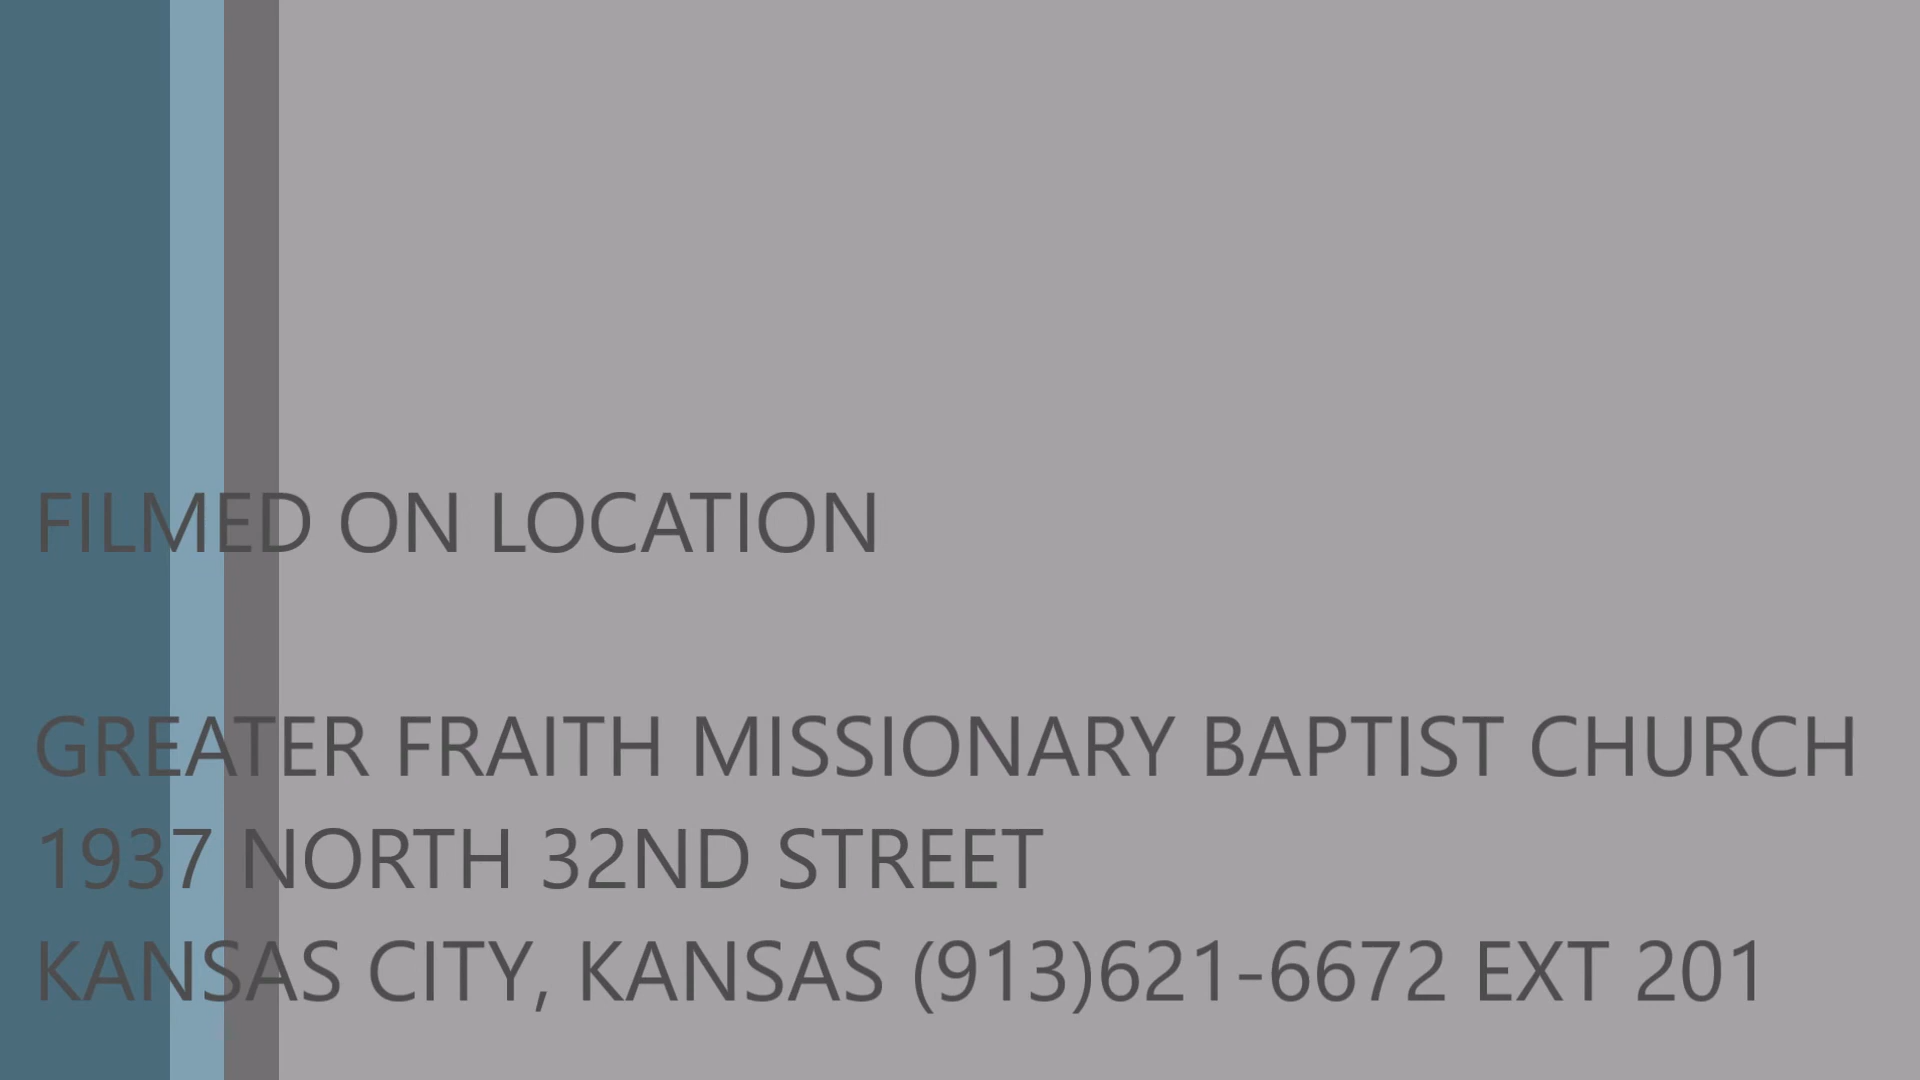 FILMED ON LOCATION
GREATER FRAITH MISSIONARY BAPTIST CHURCH
1937 NORTH 32ND STREET
KANSAS CITY, KANSAS (913)621-6672 EXT 201